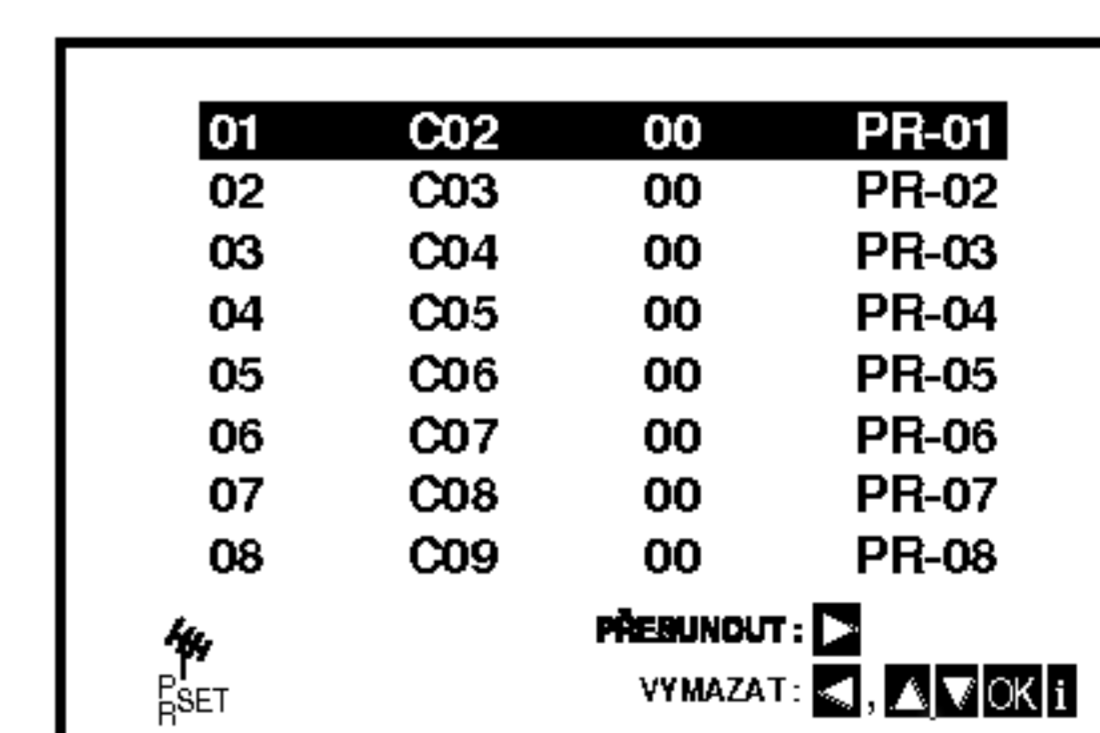 01 C02 00 PR-01
02 C03 00 PR-02
03 C04 00 PR-03
04 C05 00 PR-04
05 C06 00 PR-05
06 C07 00 PR-06
07 C08 00 PR-07
08 C09 00 PR-08
PŘESUNOUT:
VYMAZAT: , OK i
PR SET